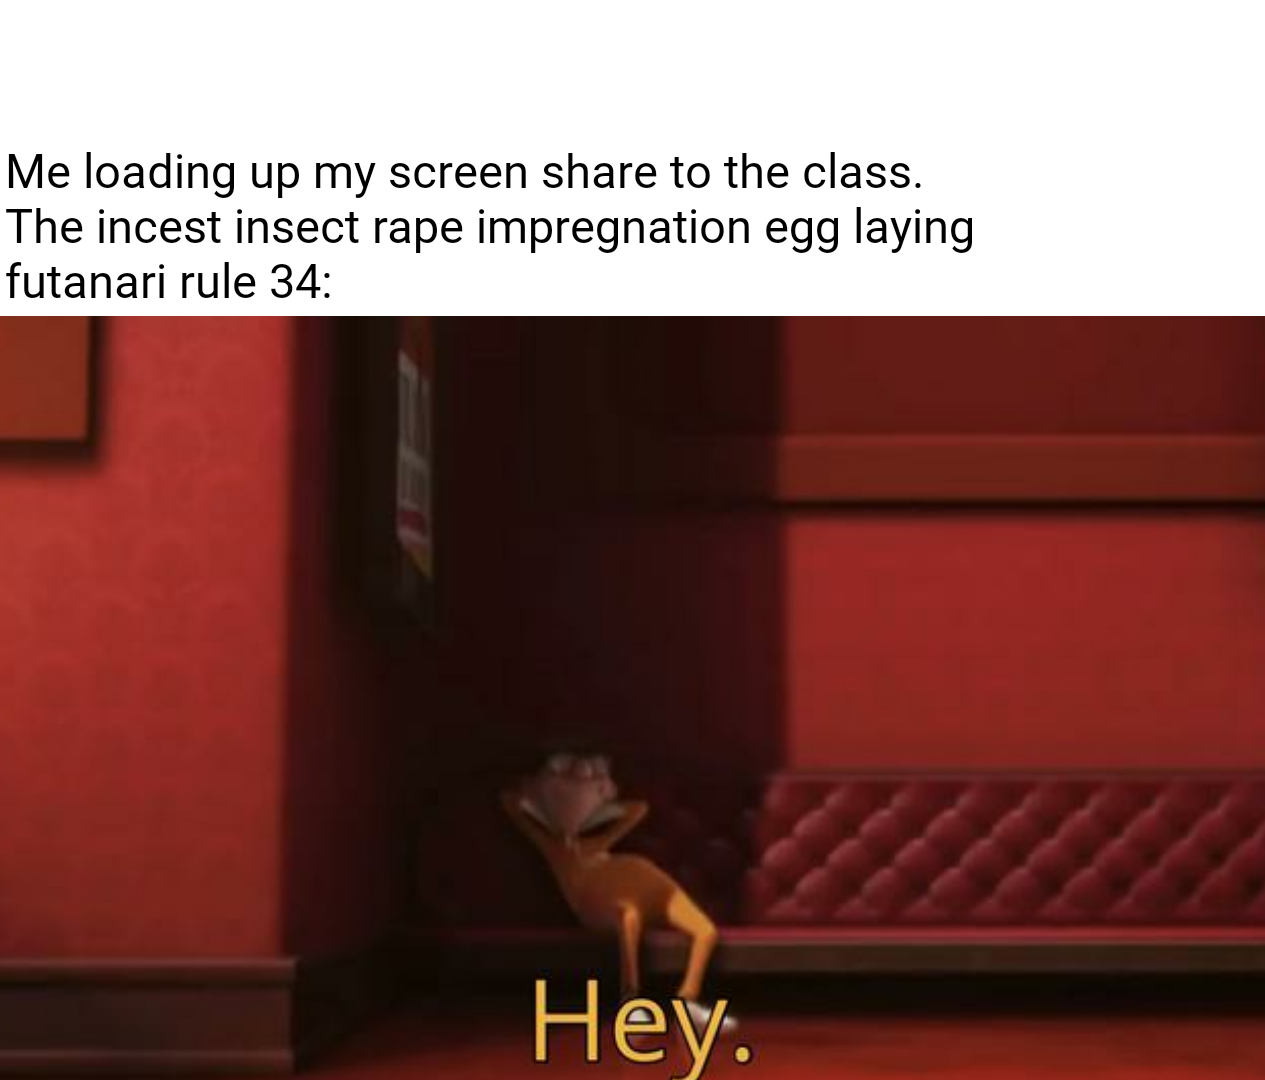 Me loading up my screen share to the class.
The incest insect rape impregnation egg laying
futanari rule 34:
Hey.